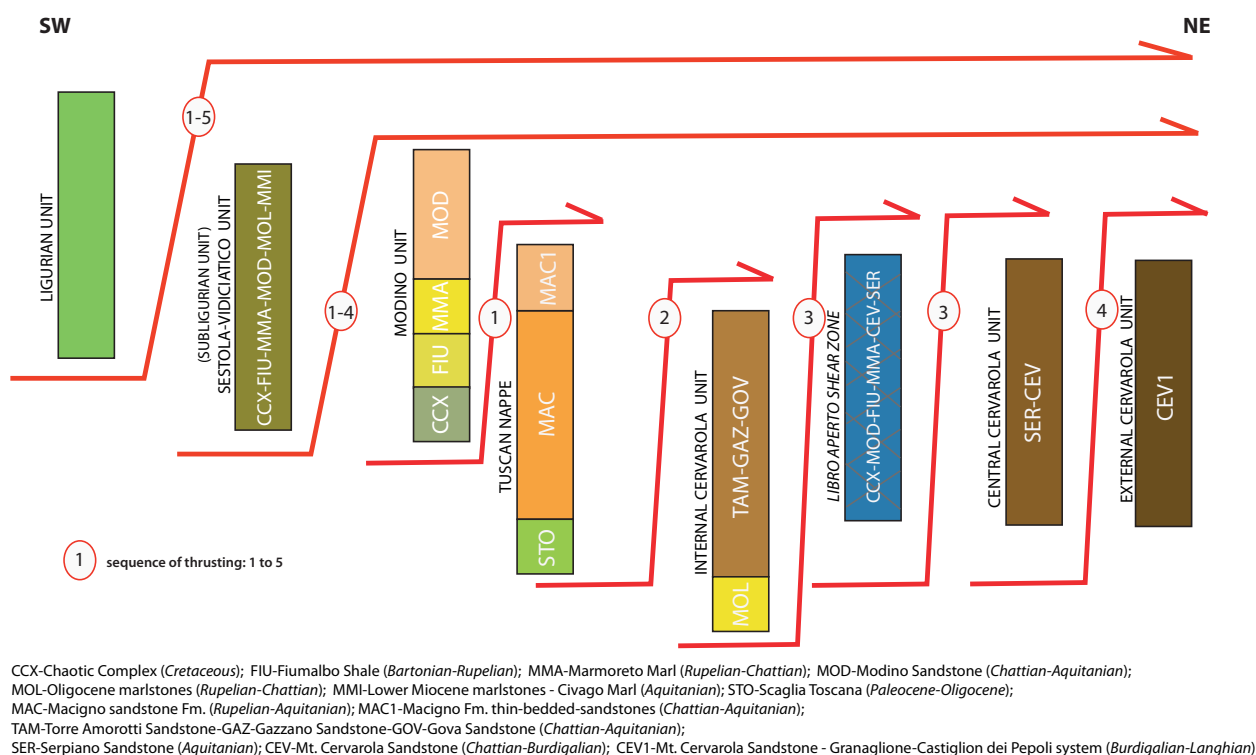 SW
NE
1-5
LIGURIAN UNIT
(SUBLIGURIAN UNIT)
SESTOLA-VIDICIATICO UNIT
CCX-FIU-MMA-MOD-MOL-MMI
1-4
MODINO UNIT
MOD
MMA
FIU
CCX
1
TUSCAN NAPPE
MAC1
MAC
STO
2
INTERNAL CERVAROLA UNIT
TAM-GAZ-GOV
MOL
3
LIBRO APERTO SHEAR ZONE
CCX-MOD-FIU-MMA-CEV-SER
3
CENTRAL CERVAROLA UNIT
SER-CEV
4
EXTERNAL CERVAROLA UNIT
CEV1
1 sequence of thrusting: 1 to 5
CCX-Chaotic Complex (Cretaceous); FIU-Fiumalbo Shale (Bartonian-Rupelian); MMA-Marmoreto Marl (Rupelian-Chattian); MOD-Modino Sandstone (Chattian-Aquitanian);
MOL-Oligocene marlstones (Rupelian-Chattian); MMI-Lower Miocene marlstones - Civago Marl (Aquitanian); STO-Scaglia Toscana (Paleocene-Oligocene);
MAC-Macigno sandstone Fm. (Rupelian-Aquitanian); MAC1-Macigno Fm. thin-bedded-sandstones (Chattian-Aquitanian);
TAM-Torre Amorotti Sandstone-GAZ-Gazzano Sandstone-GOV-Gova Sandstone (Chattian-Aquitanian);
SER-Serpiano Sandstone (Aquitanian); CEV-Mt. Cervarola Sandstone (Chattian-Burdigalian); CEV1-Mt. Cervarola Sandstone - Granaglione-Castiglion dei Pepoli system (Burdigalian-Langhian)